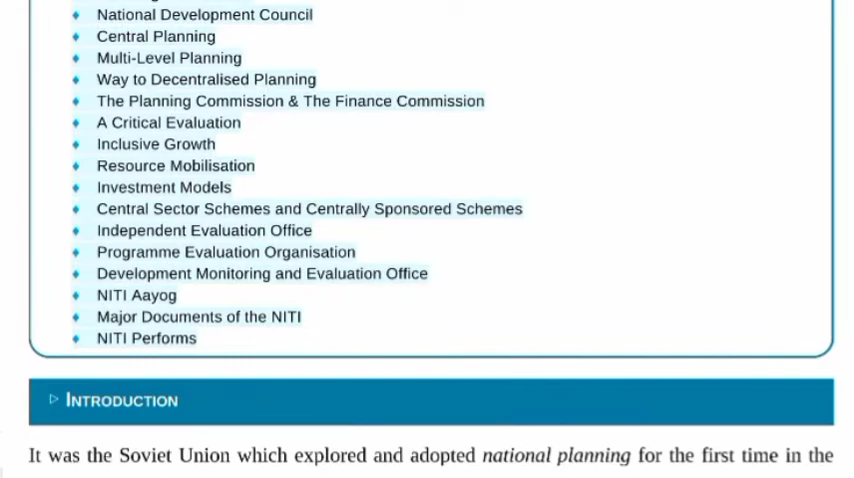 National Development Council
Central Planning
Multi-Level Planning
Way to Decentralised Planning
The Planning Commission & The Finance Commission
A Critical Evaluation
Inclusive Growth
Resource Mobilisation
Investment Models
Central Sector Schemes and Centrally Sponsored Schemes
Independent Evaluation Office
Programme Evaluation Organisation
Development Monitoring and Evaluation Office
NITI Aayog
Major Documents of the NITI
NITI Performs
INTRODUCTION
It was the Soviet Union which explored and adopted national planning for the first time in the